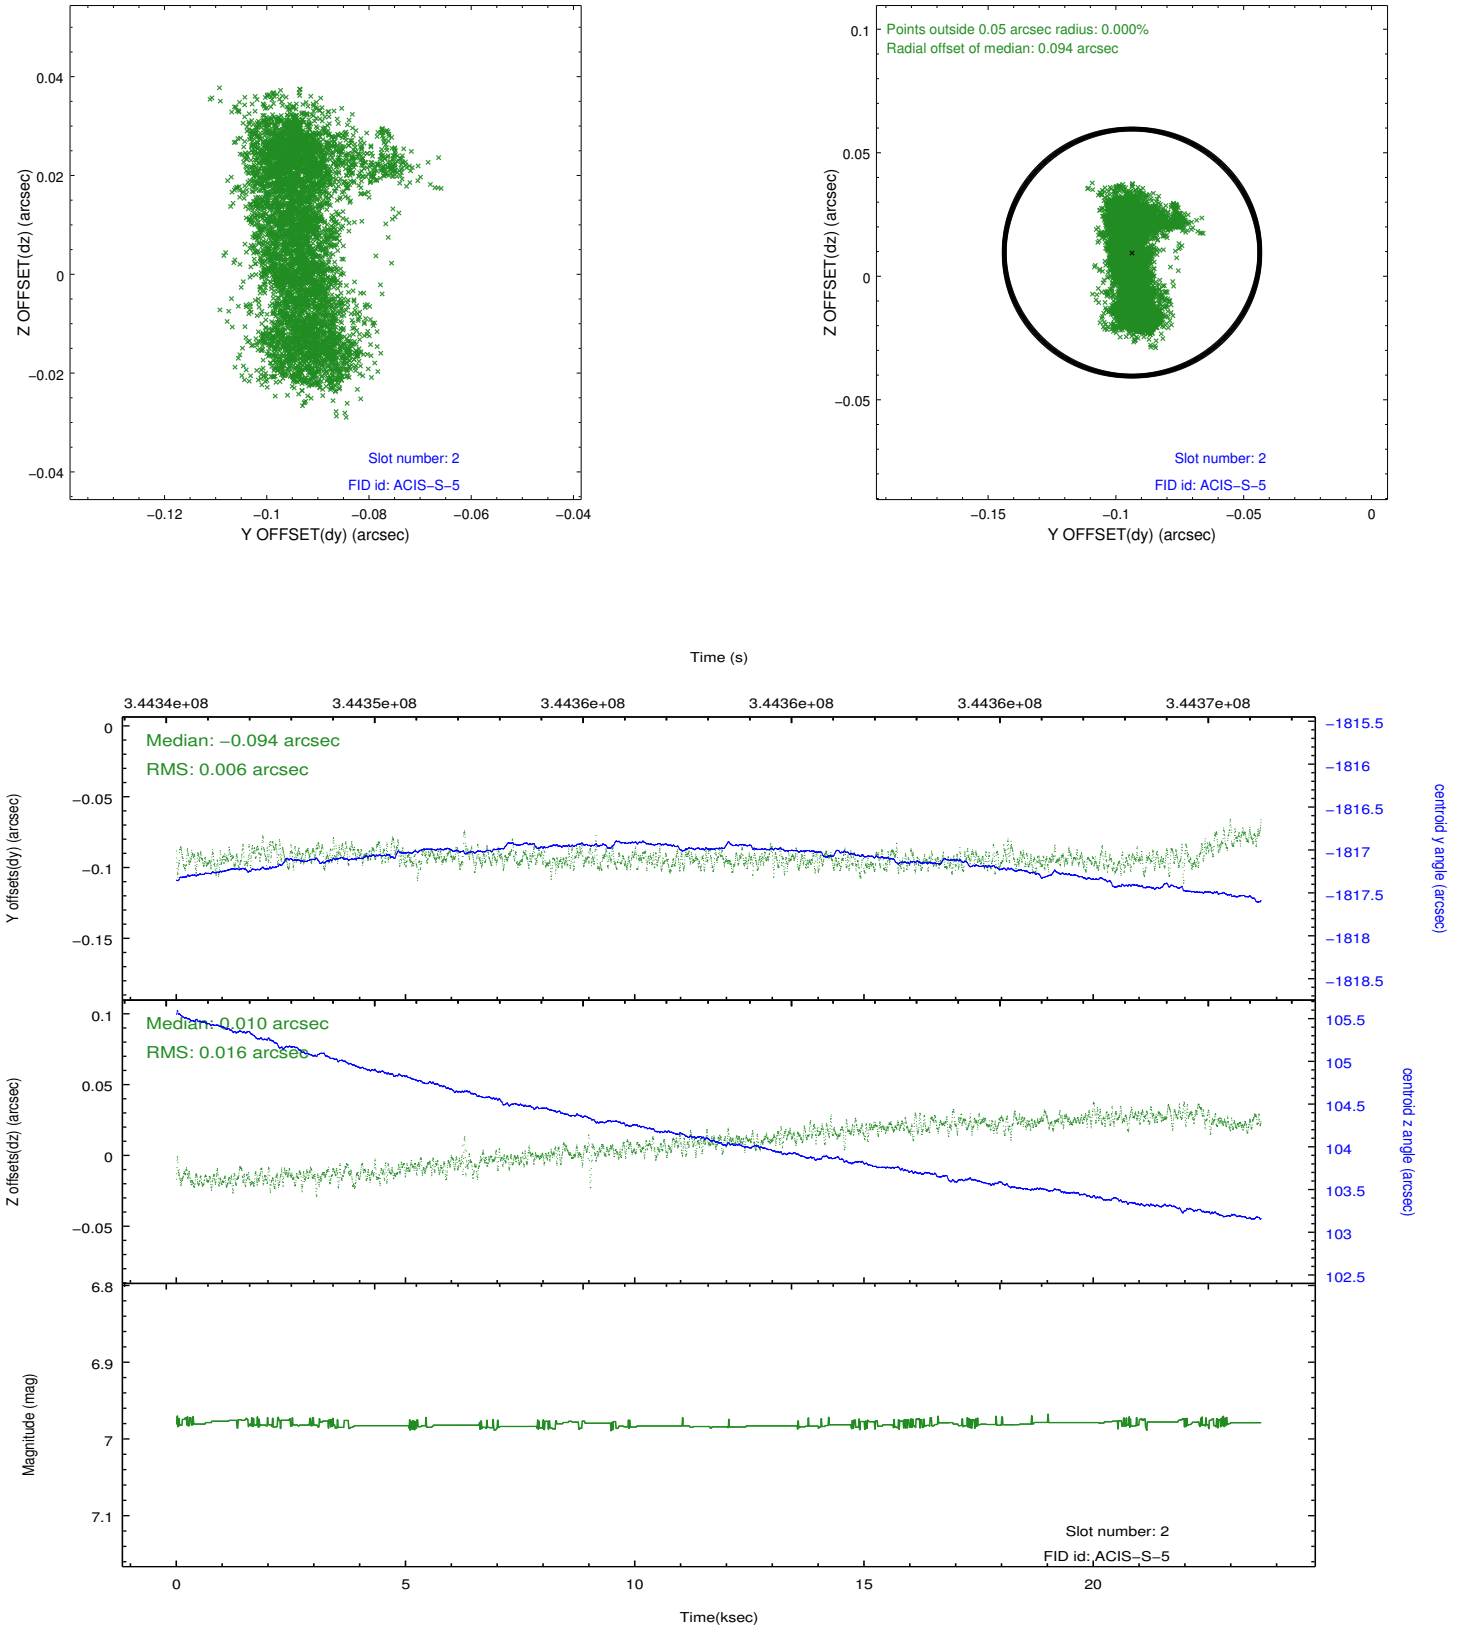 0.04
0.02
0
−0.02
−0.04
Z OFFSET(dz) (arcsec)
Slot number: 2
FID id: ACIS−S−5
−0.12
−0.1
−0.08
−0.06
−0.04
Y OFFSET(dy) (arcsec)
Points outside 0.05 arcsec radius: 0.000%
Radial offset of median: 0.094 arcsec
0.1
0.05
0
−0.05
Z OFFSET(dz) (arcsec)
Slot number: 2
FID id: ACIS−S−5
−0.15
−0.1
−0.05
0
Y OFFSET(dy) (arcsec)
Time (s)
3.4434e+08
3.4435e+08
3.4436e+08
3.4436e+08
3.4436e+08
3.4437e+08
Median: −0.094 arcsec
RMS: 0.006 arcsec
0
−0.05
−0.1
−0.15
Y offsets(dy) (arcsec)
−1815.5
−1816
−1816.5
−1817
−1817.5
−1818
−1818.5
centroid y angle (arcsec)
Median: 0.010 arcsec
RMS: 0.016 arcsec
0.1
0.05
0
−0.05
Z offsets(dz) (arcsec)
105.5
105
104.5
104
103.5
103
102.5
centroid z angle (arcsec)
6.8
6.9
7
7.1
Magnitude (mag)
Slot number: 2
FID id: ACIS−S−5
0
5
10
15
20
Time(ksec)